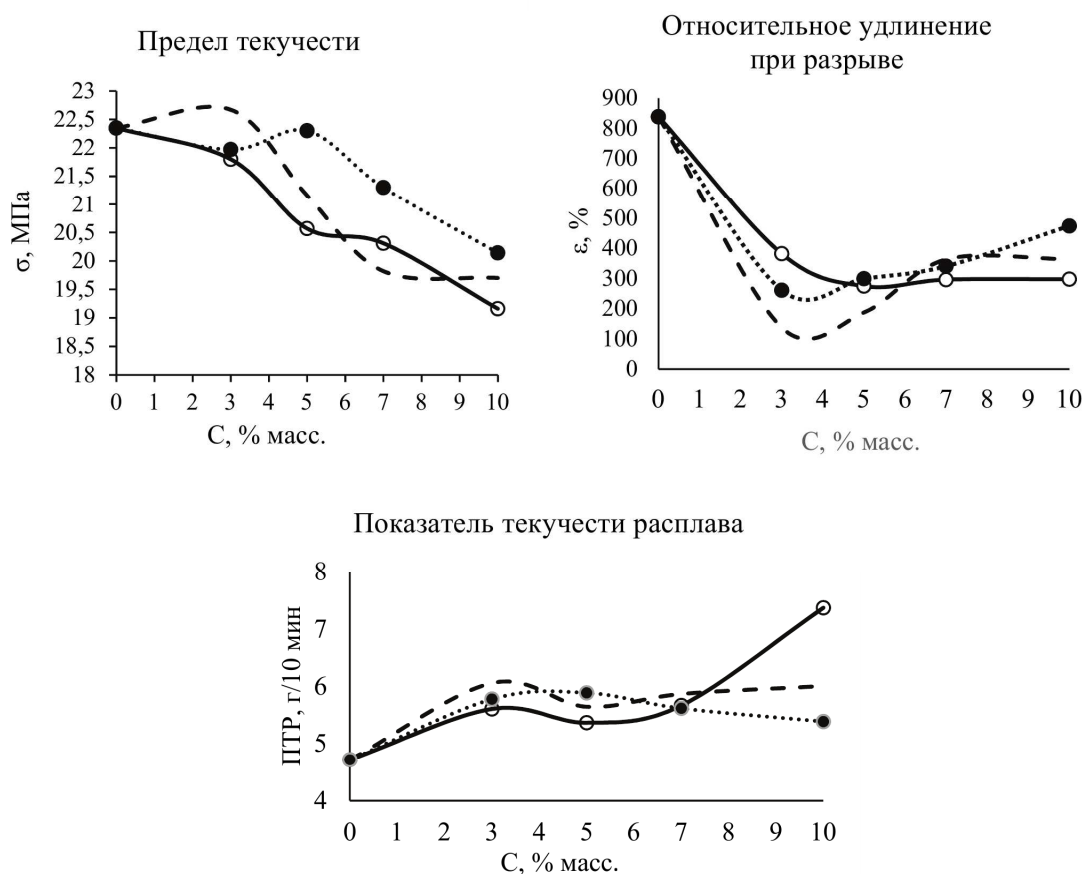 Предел текучести
σ, МПа
23
22,5
22
21,5
21
20,5
20
19,5
19
18,5
18
0 1 2 3 4 5 6 7 8 9 10
C, % масс.
Относительное удлинение
при разрыве
ε, %
900
800
700
600
500
400
300
200
100
0
0 1 2 3 4 5 6 7 8 9 10
C, % масс.
Показатель текучести расплава
ПТР, г/10 мин
8
7
6
5
4
0 1 2 3 4 5 6 7 8 9 10
C, % масс.